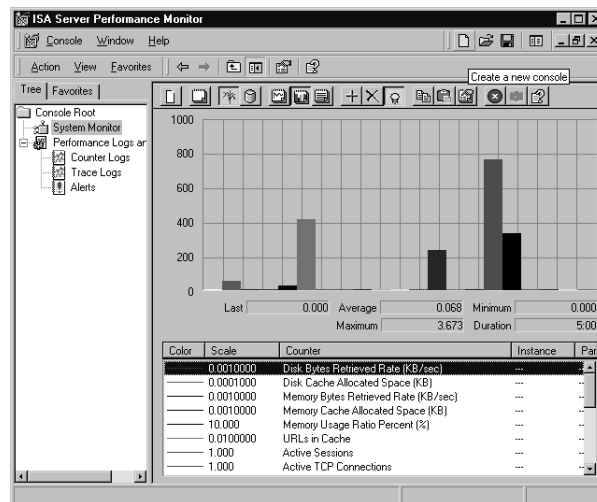 ISA Server Performance Monitor
Console Window Help
Action View Favorites
Create a new console
Tree Favorites
Console Root
System Monitor
Performance Logs ar
Counter Logs
Trace Logs
Alerts
1000
800
600
400
200
0
Last 0.000 Average 0.068 Minimum 0.000
Maximum 3.673 Duration 5:00
Color Scale Counter Instance Par
0.0010000 Disk Bytes Retrieved Rate (KB/sec) ---
0.0001000 Disk Cache Allocated Space (KB) ---
0.0010000 Memory Bytes Retrieved Rate (KB/sec) ---
0.0010000 Memory Cache Allocated Space (KB) ---
10.000 Memory Usage Ratio Percent (%) ---
0.0100000 URLs in Cache ---
1.000 Active Sessions ---
1.000 Active TCP Connections ---